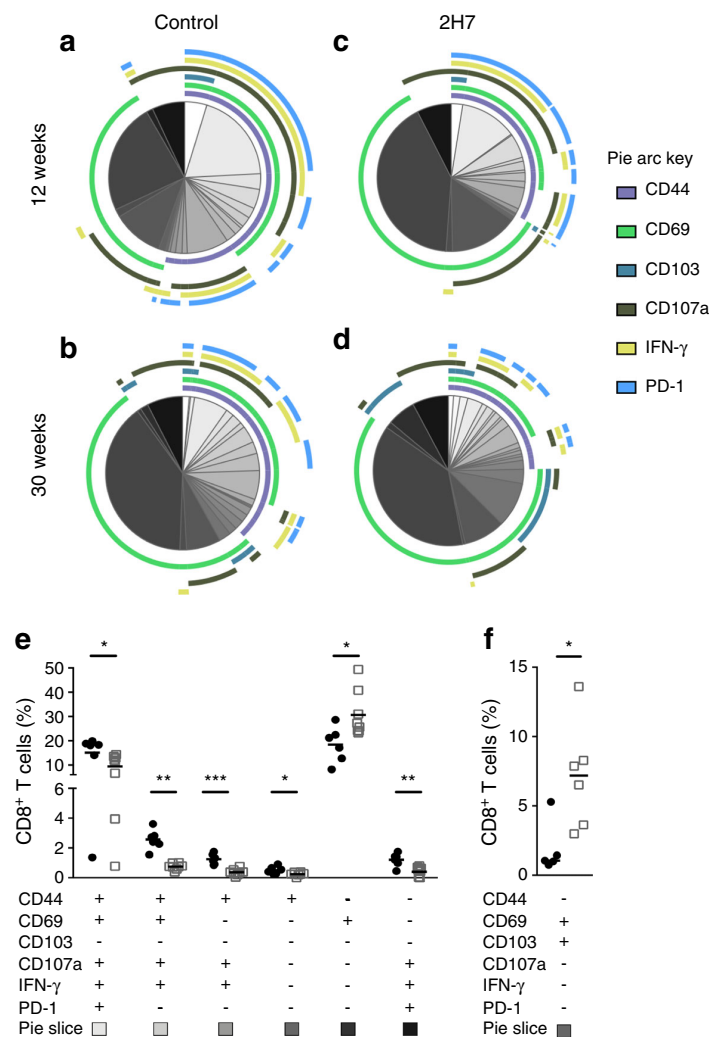 Control
2H7
a
c
12 weeks
Pie arc key
CD44
CD69
CD103
CD107a
IFN-γ
PD-1
b
d
30 weeks
e
CD8+ T cells (%)
50
40
30
20
10
6
4
2
0
*
**
***
*
*
**
CD44 + + + + - -
CD69 + + - - + -
CD103 - - - - - -
CD107a + + + - - +
IFN-γ + + + - - +
PD-1 + - - - - +
Pie slice
f
CD8+ T cells (%)
15
10
5
0
*
CD44 -
CD69 +
CD103 +
CD107a -
IFN-γ -
PD-1 -
Pie slice